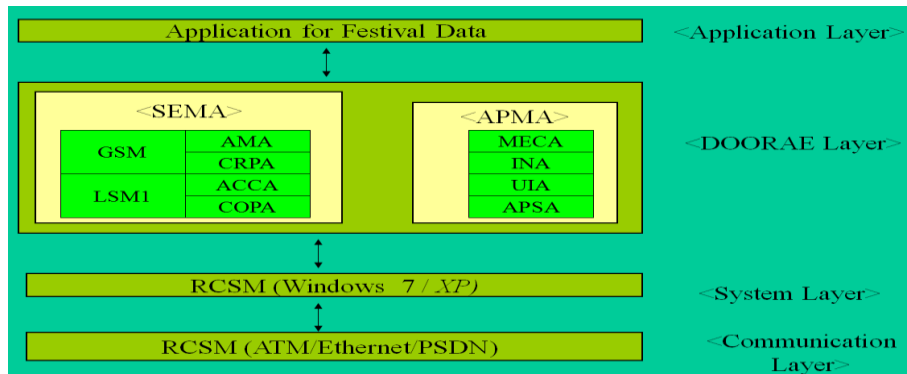 Application for Festival Data
<Application Layer>
<SEMA>
GSM
AMA
CRPA
LSM1
ACCA
COPA
<APMA>
MECA
INA
UIA
APSA
<DOORAE Layer>
RCSM (Windows 7 / XP)
<System Layer>
RCSM (ATM/Ethernet/PSDN)
<Communication
Layer>